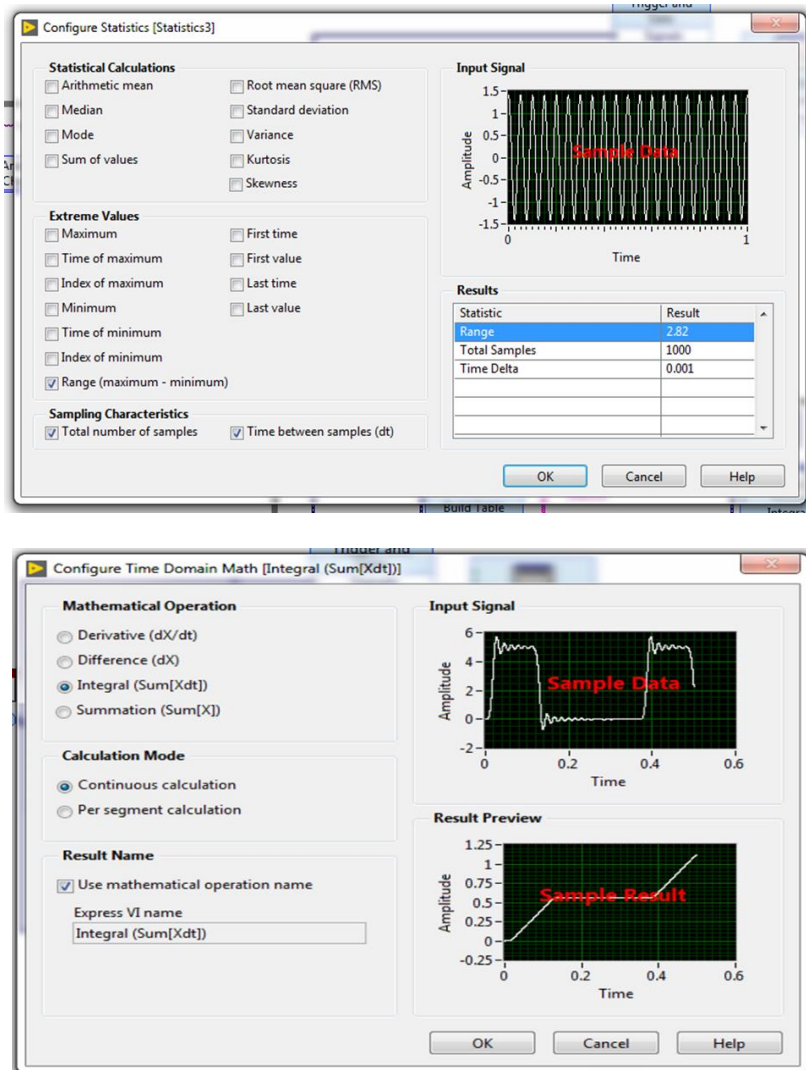 Trigger and
Configure Statistics [Statistics3]
Statistical Calculations
Arithmetic mean
Root mean square (RMS)
Median
Standard deviation
Mode
Variance
Sum of values
Kurtosis
Skewness
Extreme Values
Maximum
First time
Time of maximum
First value
Index of maximum
Last time
Minimum
Last value
Time of minimum
Index of minimum
Range (maximum - minimum)
Sampling Characteristics
Total number of samples
Time between samples (dt)
Input Signal
Amplitude
1.5
1
0.5
0
-0.5
-1
-1.5
Sample Data
0
1
Time
Results
Statistic Result
Range 2.82
Total Samples 1000
Time Delta 0.001
OK Cancel Help
Build Table
Trigger and
Configure Time Domain Math [Integral (Sum[Xdt])]
Mathematical Operation
Derivative (dX/dt)
Difference (dX)
Integral (Sum[Xdt])
Summation (Sum[X])
Calculation Mode
Continuous calculation
Per segment calculation
Result Name
Use mathematical operation name
Express VI name
Integral (Sum[Xdt])
Input Signal
Amplitude
6
4
2
0
-2
Sample Data
0 0.2 0.4 0.6
Time
Result Preview
Amplitude
1.25
1
0.75
0.5
0.25
0
-0.25
Sample Result
0 0.2 0.4 0.6
Time
OK Cancel Help